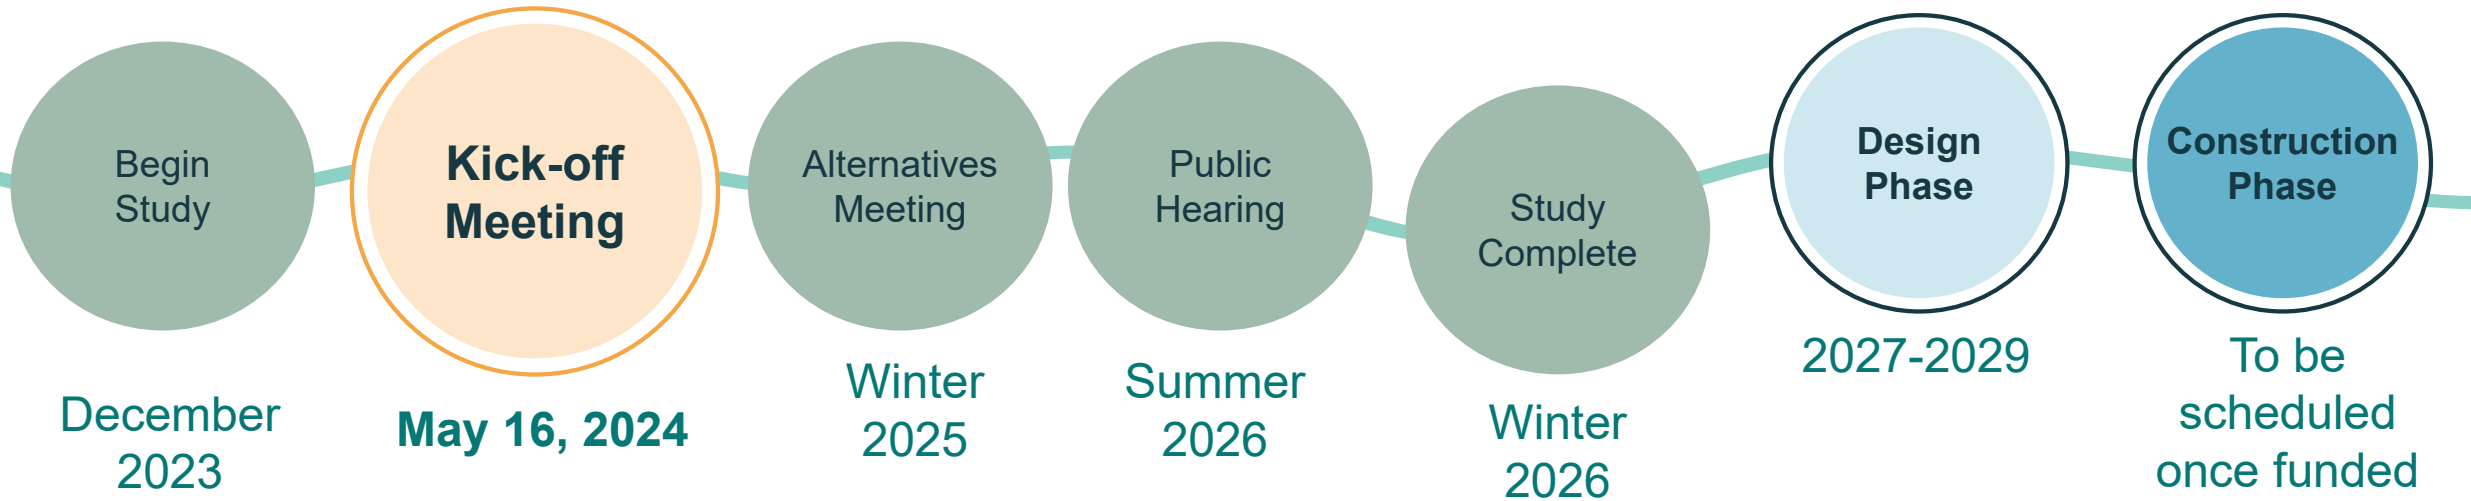 Begin
Study
December
2023
Kick-off
Meeting
May 16, 2024
Alternatives
Meeting
Winter
2025
Public
Hearing
Summer
2026
Study
Complete
Winter
2026
Design
Phase
2027-2029
Construction
Phase
To be
scheduled
once funded